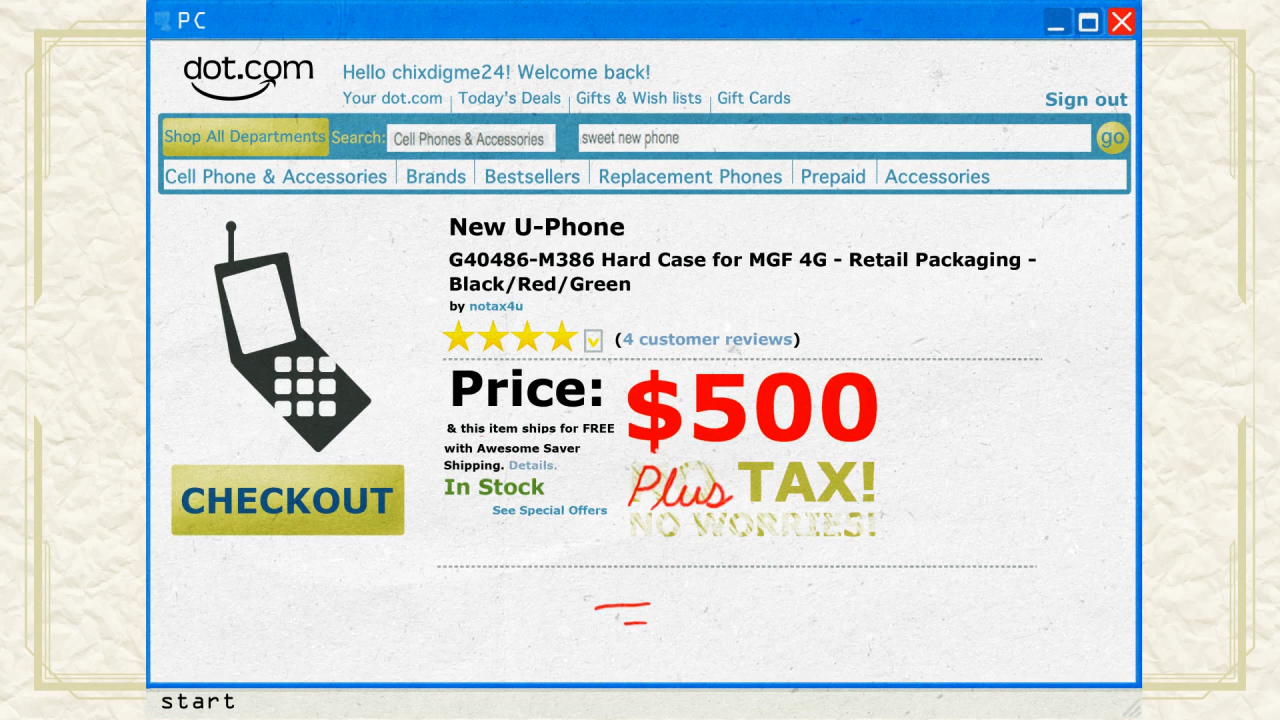 PC
dot.com
Hello chixdigme24! Welcome back!
Your dot.com Today's Deals Gifts & Wish lists Gift Cards
Sign out
Shop All Departments Search: Cell Phones & Accessories sweet new phone go
Cell Phone & Accessories Brands Bestsellers Replacement Phones Prepaid Accessories
New U-Phone
G40486-M386 Hard Case for MGF 4G - Retail Packaging -
Black/Red/Green
by notax4u
(4 customer reviews)
Price: $500
& this item ships for FREE
with Awesome Saver
Shipping. Details.
In Stock
See Special Offers
Plus TAX!
NO WORRIES!
CHECKOUT
start